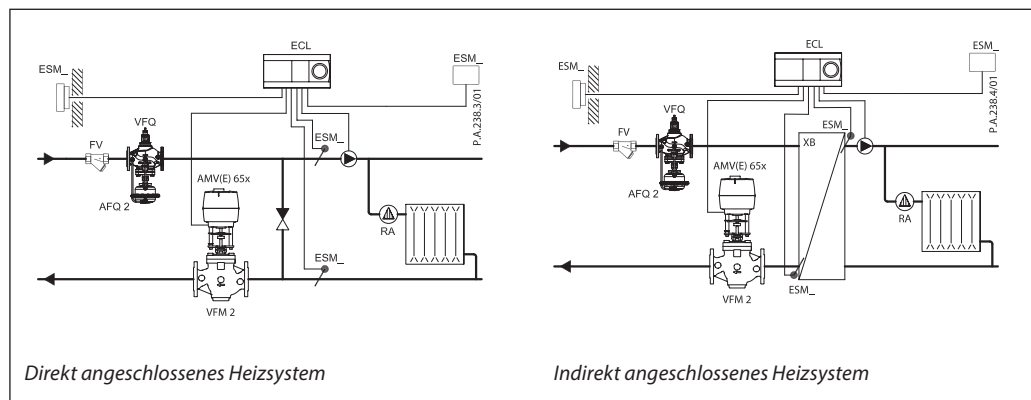 ECL
ESM_
ESM_
P.A.238.3/01
VFQ
FV
ESM_
AMV(E) 65x
AFQ 2
RA
ESM_
VFM 2
Direkt angeschlossenes Heizsystem
ECL
ESM_
ESM_
P.A.238.4/01
VFQ
ESM_
FV
XB
AMV(E) 65x
AFQ 2
RA
ESM_
VFM 2
Indirekt angeschlossenes Heizsystem